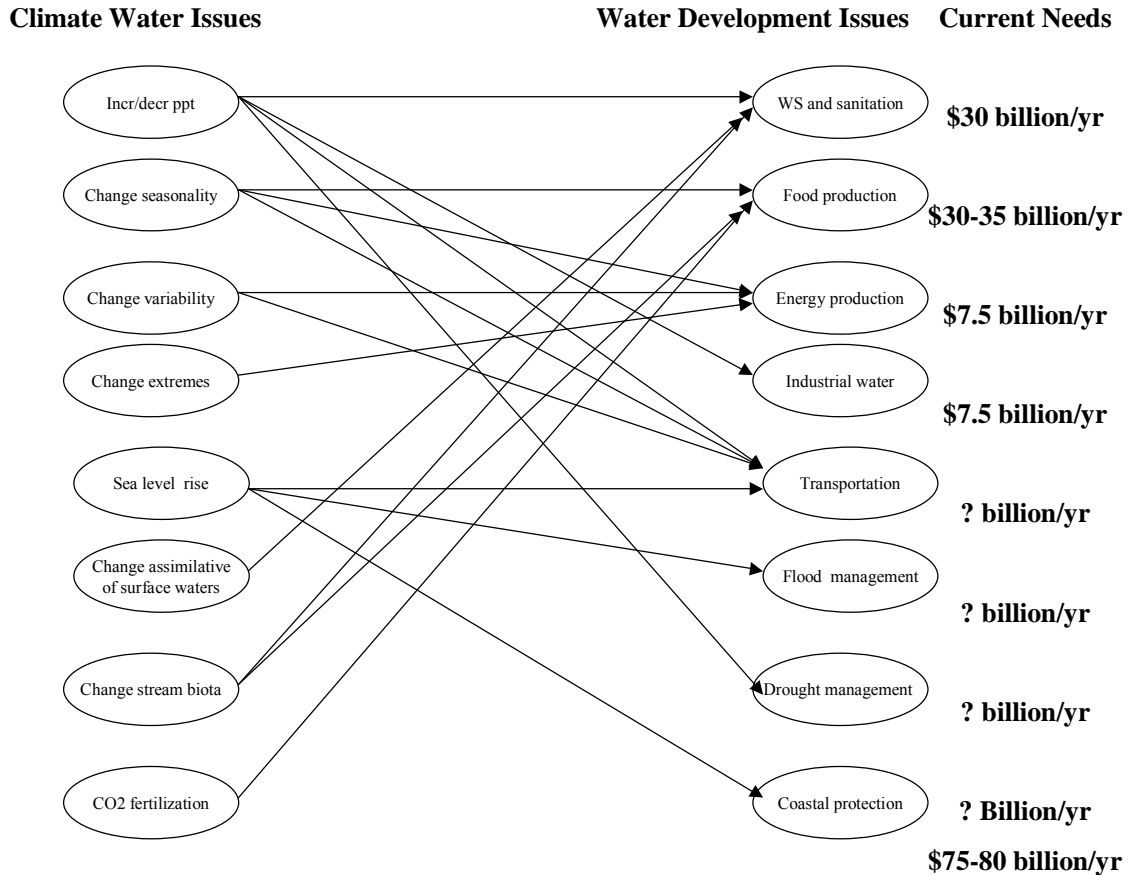 Climate Water Issues
Water Development Issues
Current Needs
Incr/decr ppt
WS and sanitation
$30 billion/yr
Change seasonality
Food production
$30-35 billion/yr
Change variability
Energy production
$7.5 billion/yr
Change extremes
Industrial water
$7.5 billion/yr
Sea level rise
Transportation
? billion/yr
Change assimilative
of surface waters
Flood management
? billion/yr
Change stream biota
Drought management
? billion/yr
CO2 fertilization
Coastal protection
? Billion/yr
$75-80 billion/yr